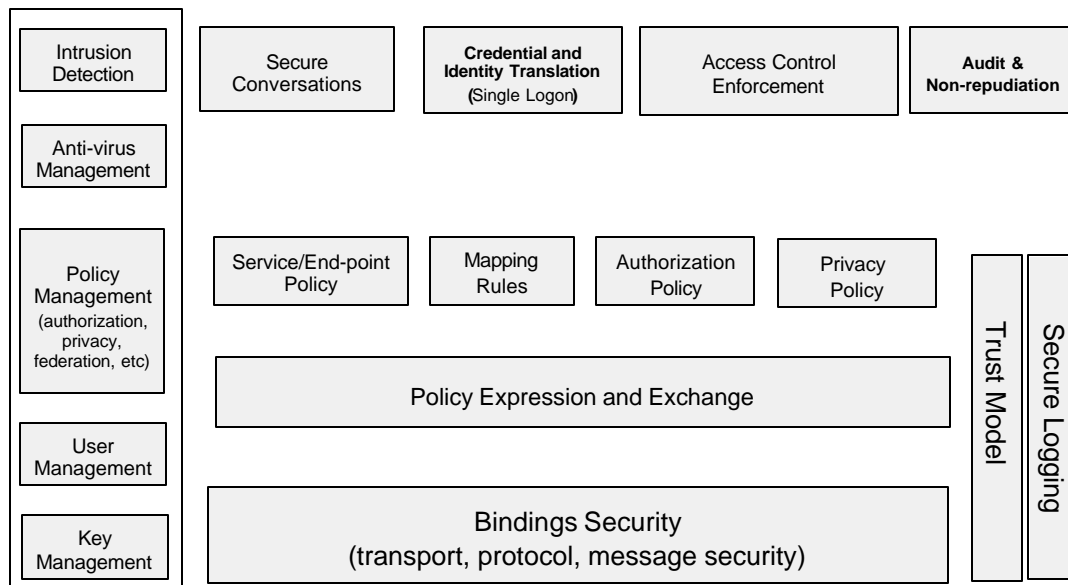 Intrusion
Detection
Anti-virus
Management
Policy
Management
(authorization,
privacy,
federation, etc)
User
Management
Key
Management
Secure
Conversations
Credential and
Identity Translation
(Single Logon)
Access Control
Enforcement
Audit &
Non-repudiation
Service/End-point
Policy
Mapping
Rules
Authorization
Policy
Privacy
Policy
Policy Expression and Exchange
Bindings Security
(transport, protocol, message security)
Trust Model
Secure Logging